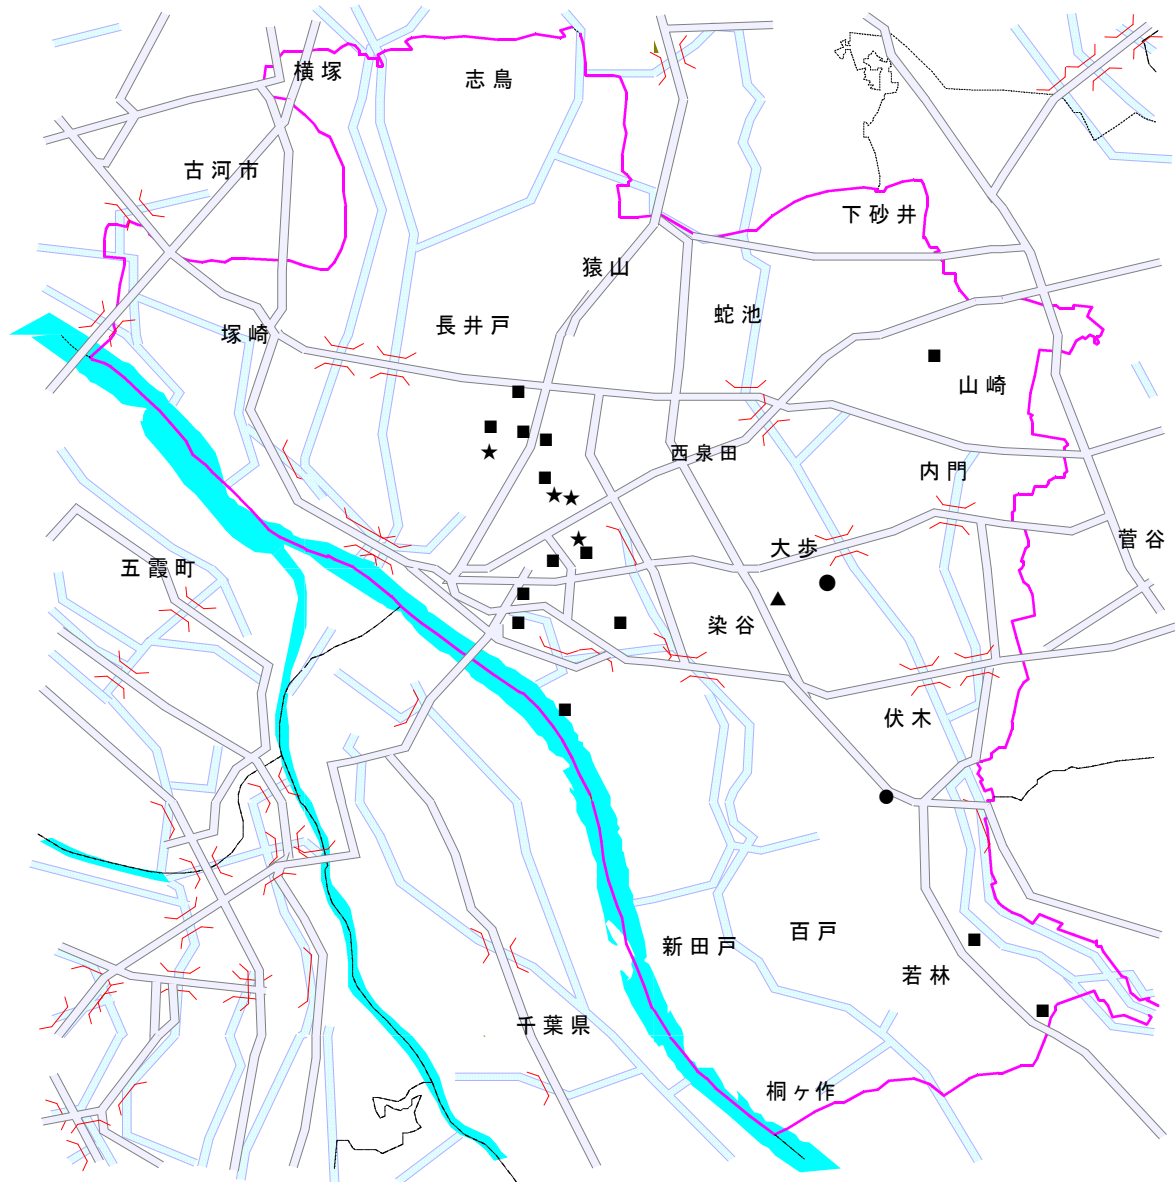 横塚
志鳥
古河市
下砂井
猿山
蛇池
長井戸
塚崎
山崎
西泉田
内門
菅谷
大歩
五霞町
染谷
伏木
百戸
新田戸
若林
千葉県
桐ヶ作